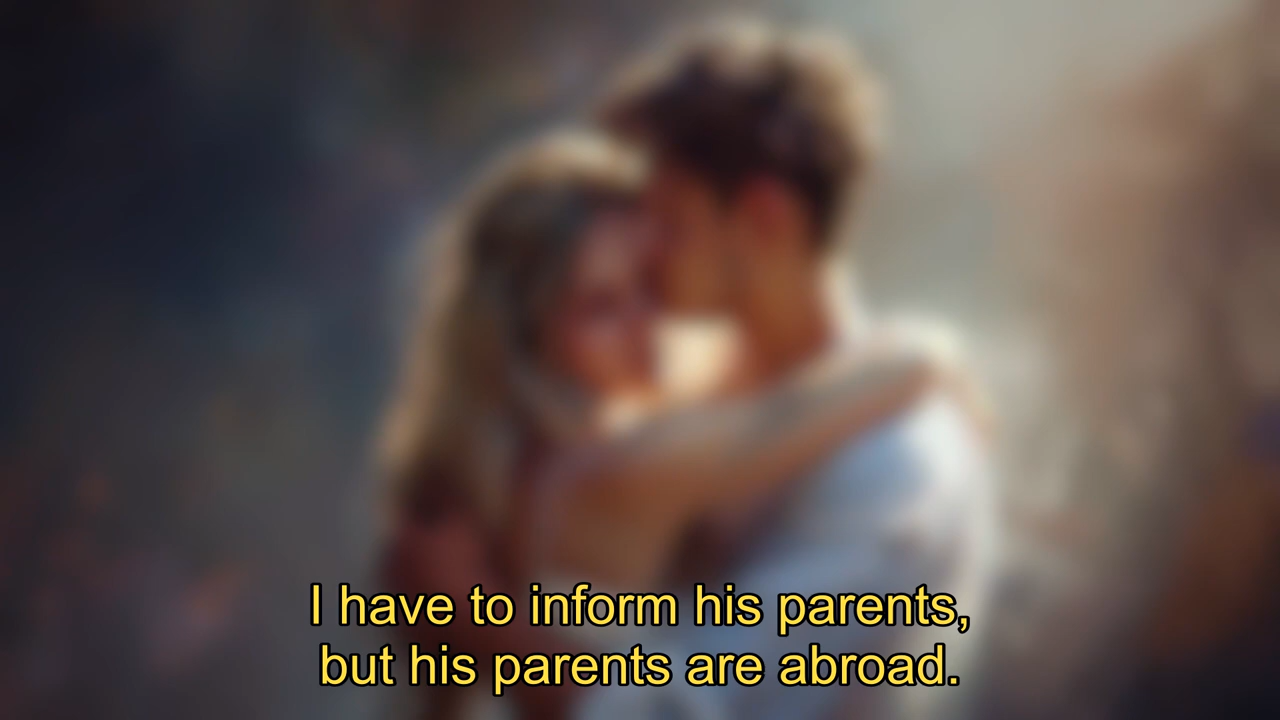 I have to inform his parents,
but his parents are abroad.